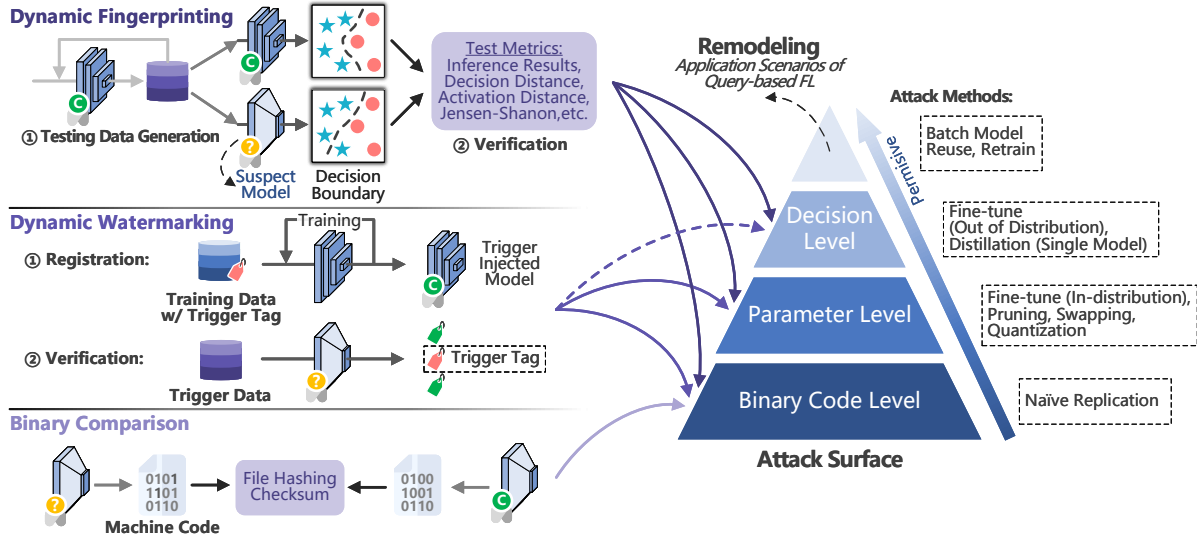 Dynamic Fingerprinting
C
C
?
① Testing Data Generation
Suspect
Model
Decision
Boundary
Test Metrics:
Inference Results,
Decision Distance,
Activation Distance,
Jensen-Shanon,etc.
② Verification
Dynamic Watermarking
① Registration:
Training Data
w/ Trigger Tag
Training
C
Trigger
Injected
Model
② Verification:
Trigger Data
?
Trigger Tag
Binary Comparison
?
0101
1101
0110
Machine Code
File Hashing
Checksum
0100
1001
0110
C
Remodeling
Application Scenarios of
Query-based FL
Decision
Level
Parameter Level
Binary Code Level
Attack Surface
Permisive
Attack Methods:
Batch Model
Reuse, Retrain
Fine-tune
(Out of Distribution),
Distillation (Single Model)
Fine-tune (In-distribution),
Pruning, Swapping,
Quantization
Naïve Replication